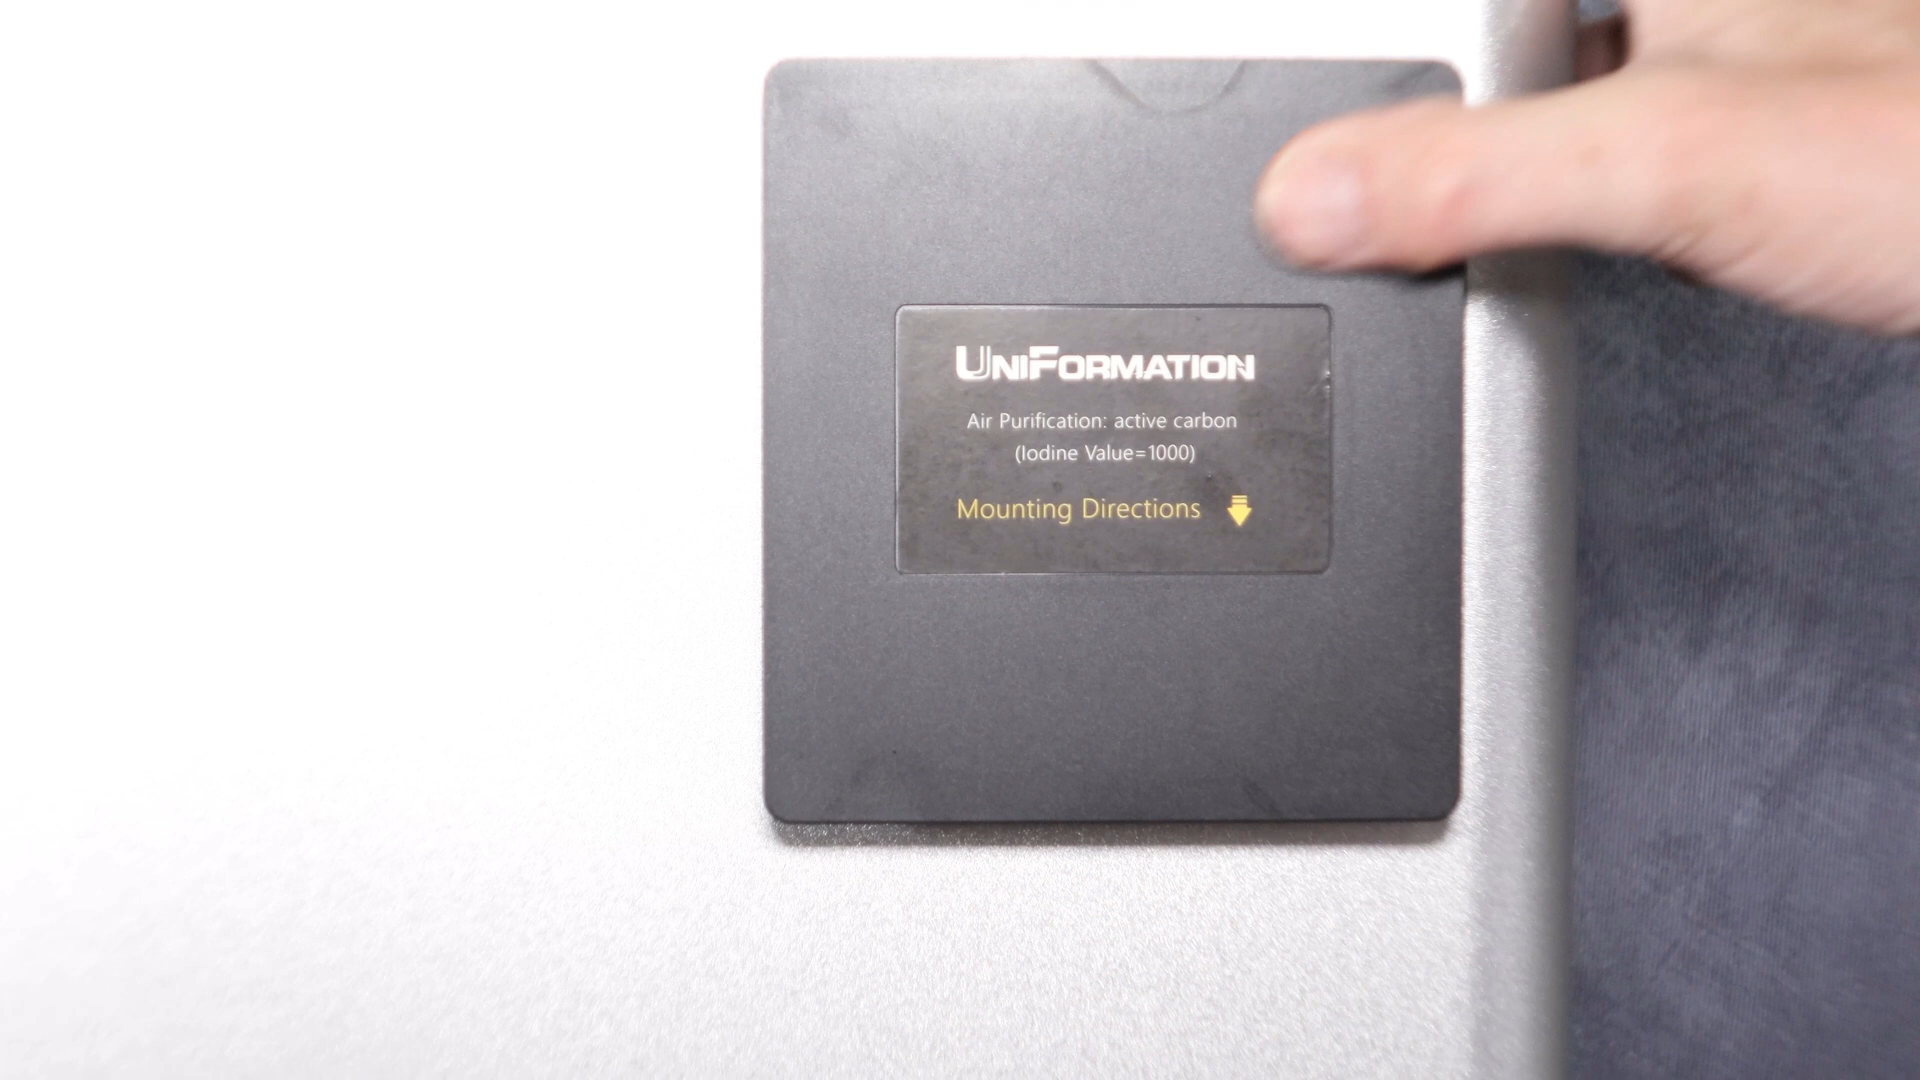 UNIFORMATION
Air Purification: active carbon
(Iodine Value=1000)
Mounting Directions